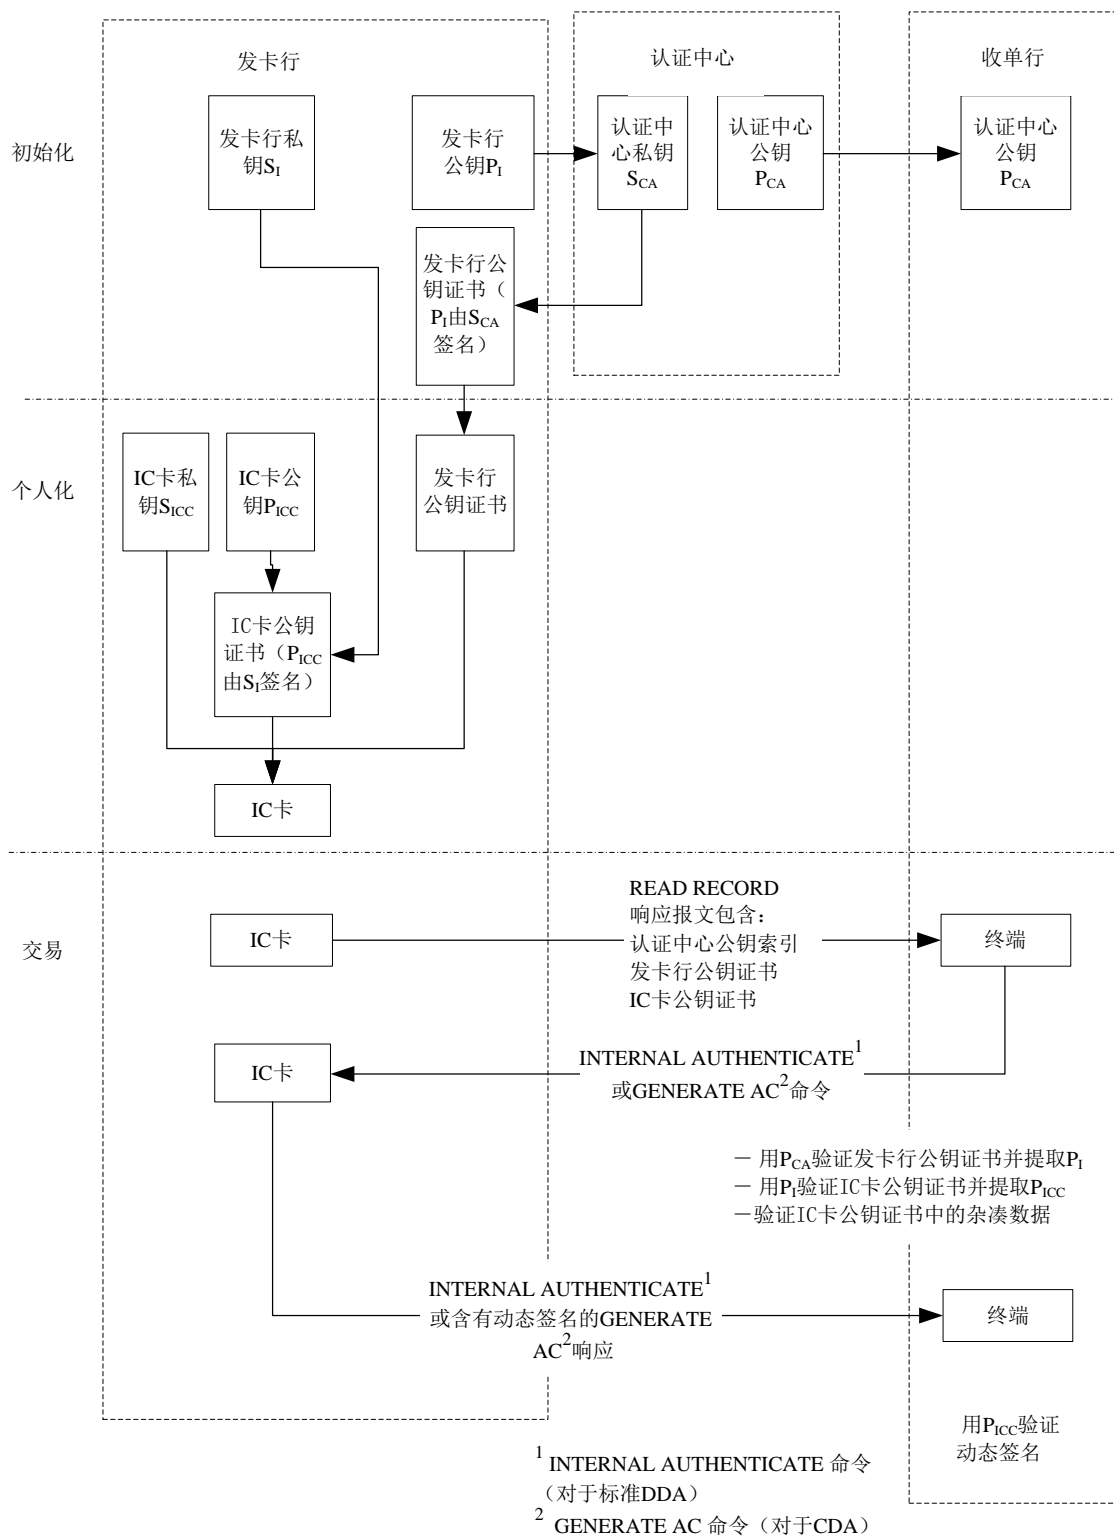 发卡行
认证中心
收单行
初始化
发卡行私
钥SI
发卡行
公钥PI
认证中
心私钥
SCA
认证中心
公钥
PCA
认证中心
公钥
PCA
发卡行公
钥证书（
PI由SCA
签名）
个人化
IC卡私
钥SICC
IC卡公
钥PICC
发卡行
公钥证书
IC卡公钥
证书（PICC
由SI签名）
IC卡
交易
IC卡
READ RECORD
响应报文包含：
认证中心公钥索引
发卡行公钥证书
IC卡公钥证书
终端
IC卡
INTERNAL AUTHENTICATE1
或GENERATE AC2命令
－ 用PCA验证发卡行公钥证书并提取PI
－ 用PI验证IC卡公钥证书并提取PICC
－验证IC卡公钥证书中的杂凑数据
INTERNAL AUTHENTICATE1
或含有动态签名的GENERATE
AC2响应
终端
用PICC验证
动态签名
1 INTERNAL AUTHENTICATE 命令
（对于标准DDA）
2 GENERATE AC 命令（对于CDA）